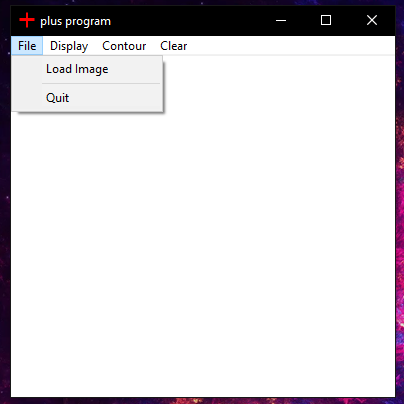 plus program
File Display Contour Clear
Load Image
Quit